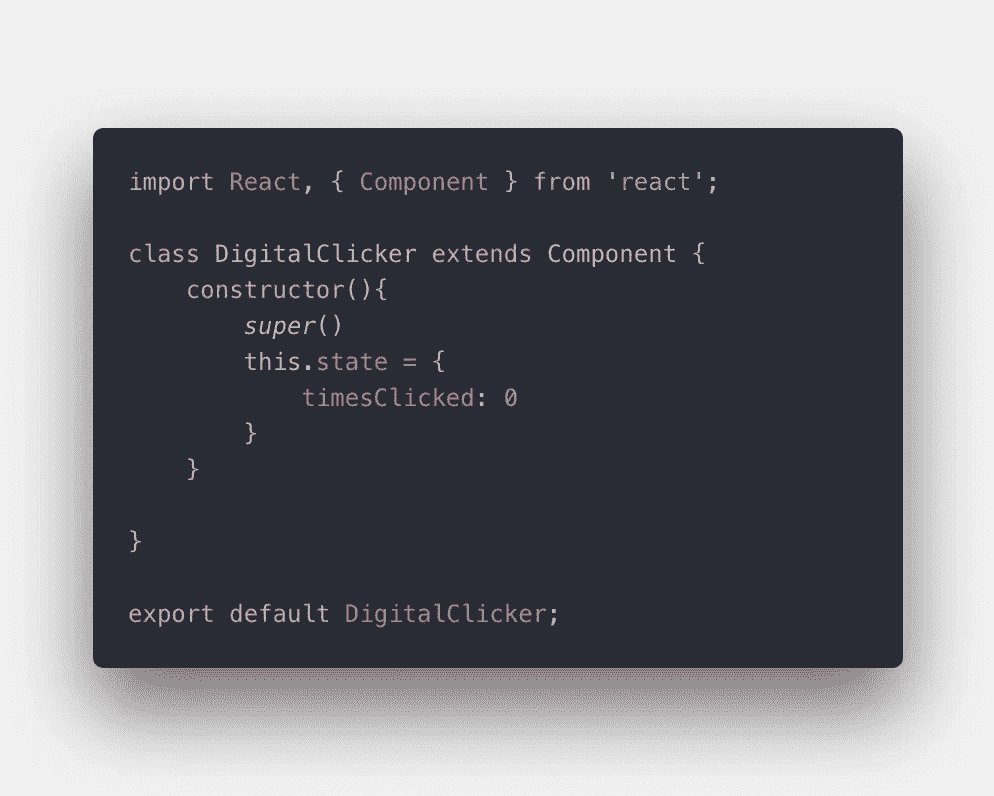 import React, { Component } from 'react';
class DigitalClicker extends Component {
    constructor(){
        super()
        this.state = {
            timesClicked: 0
        }
    }
}
export default DigitalClicker;